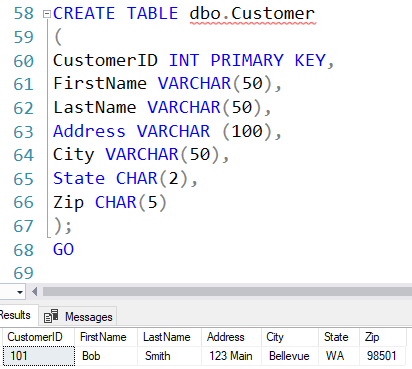 58 CREATE TABLE dbo.Customer
59 (
60 CustomerID INT PRIMARY KEY,
61 FirstName VARCHAR(50),
62 LastName VARCHAR(50),
63 Address VARCHAR (100),
64 City VARCHAR(50),
65 State CHAR(2),
66 Zip CHAR(5)
67 );
68 GO
69
Results Messages
CustomerID FirstName LastName Address City State Zip
101 Bob Smith 123 Main Bellevue WA 98501